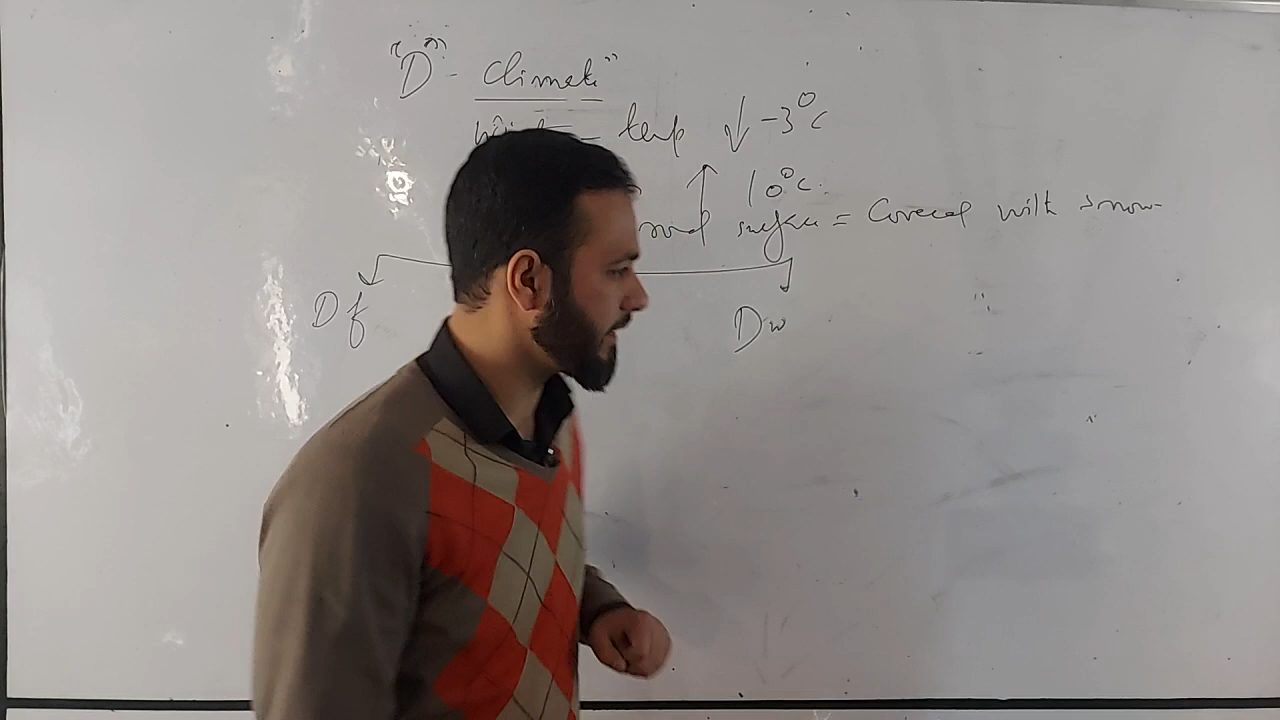 "D" - Climate"
temp ↓ -3°C
↑ 10°C.
surface = Covered with snow
Df Dw